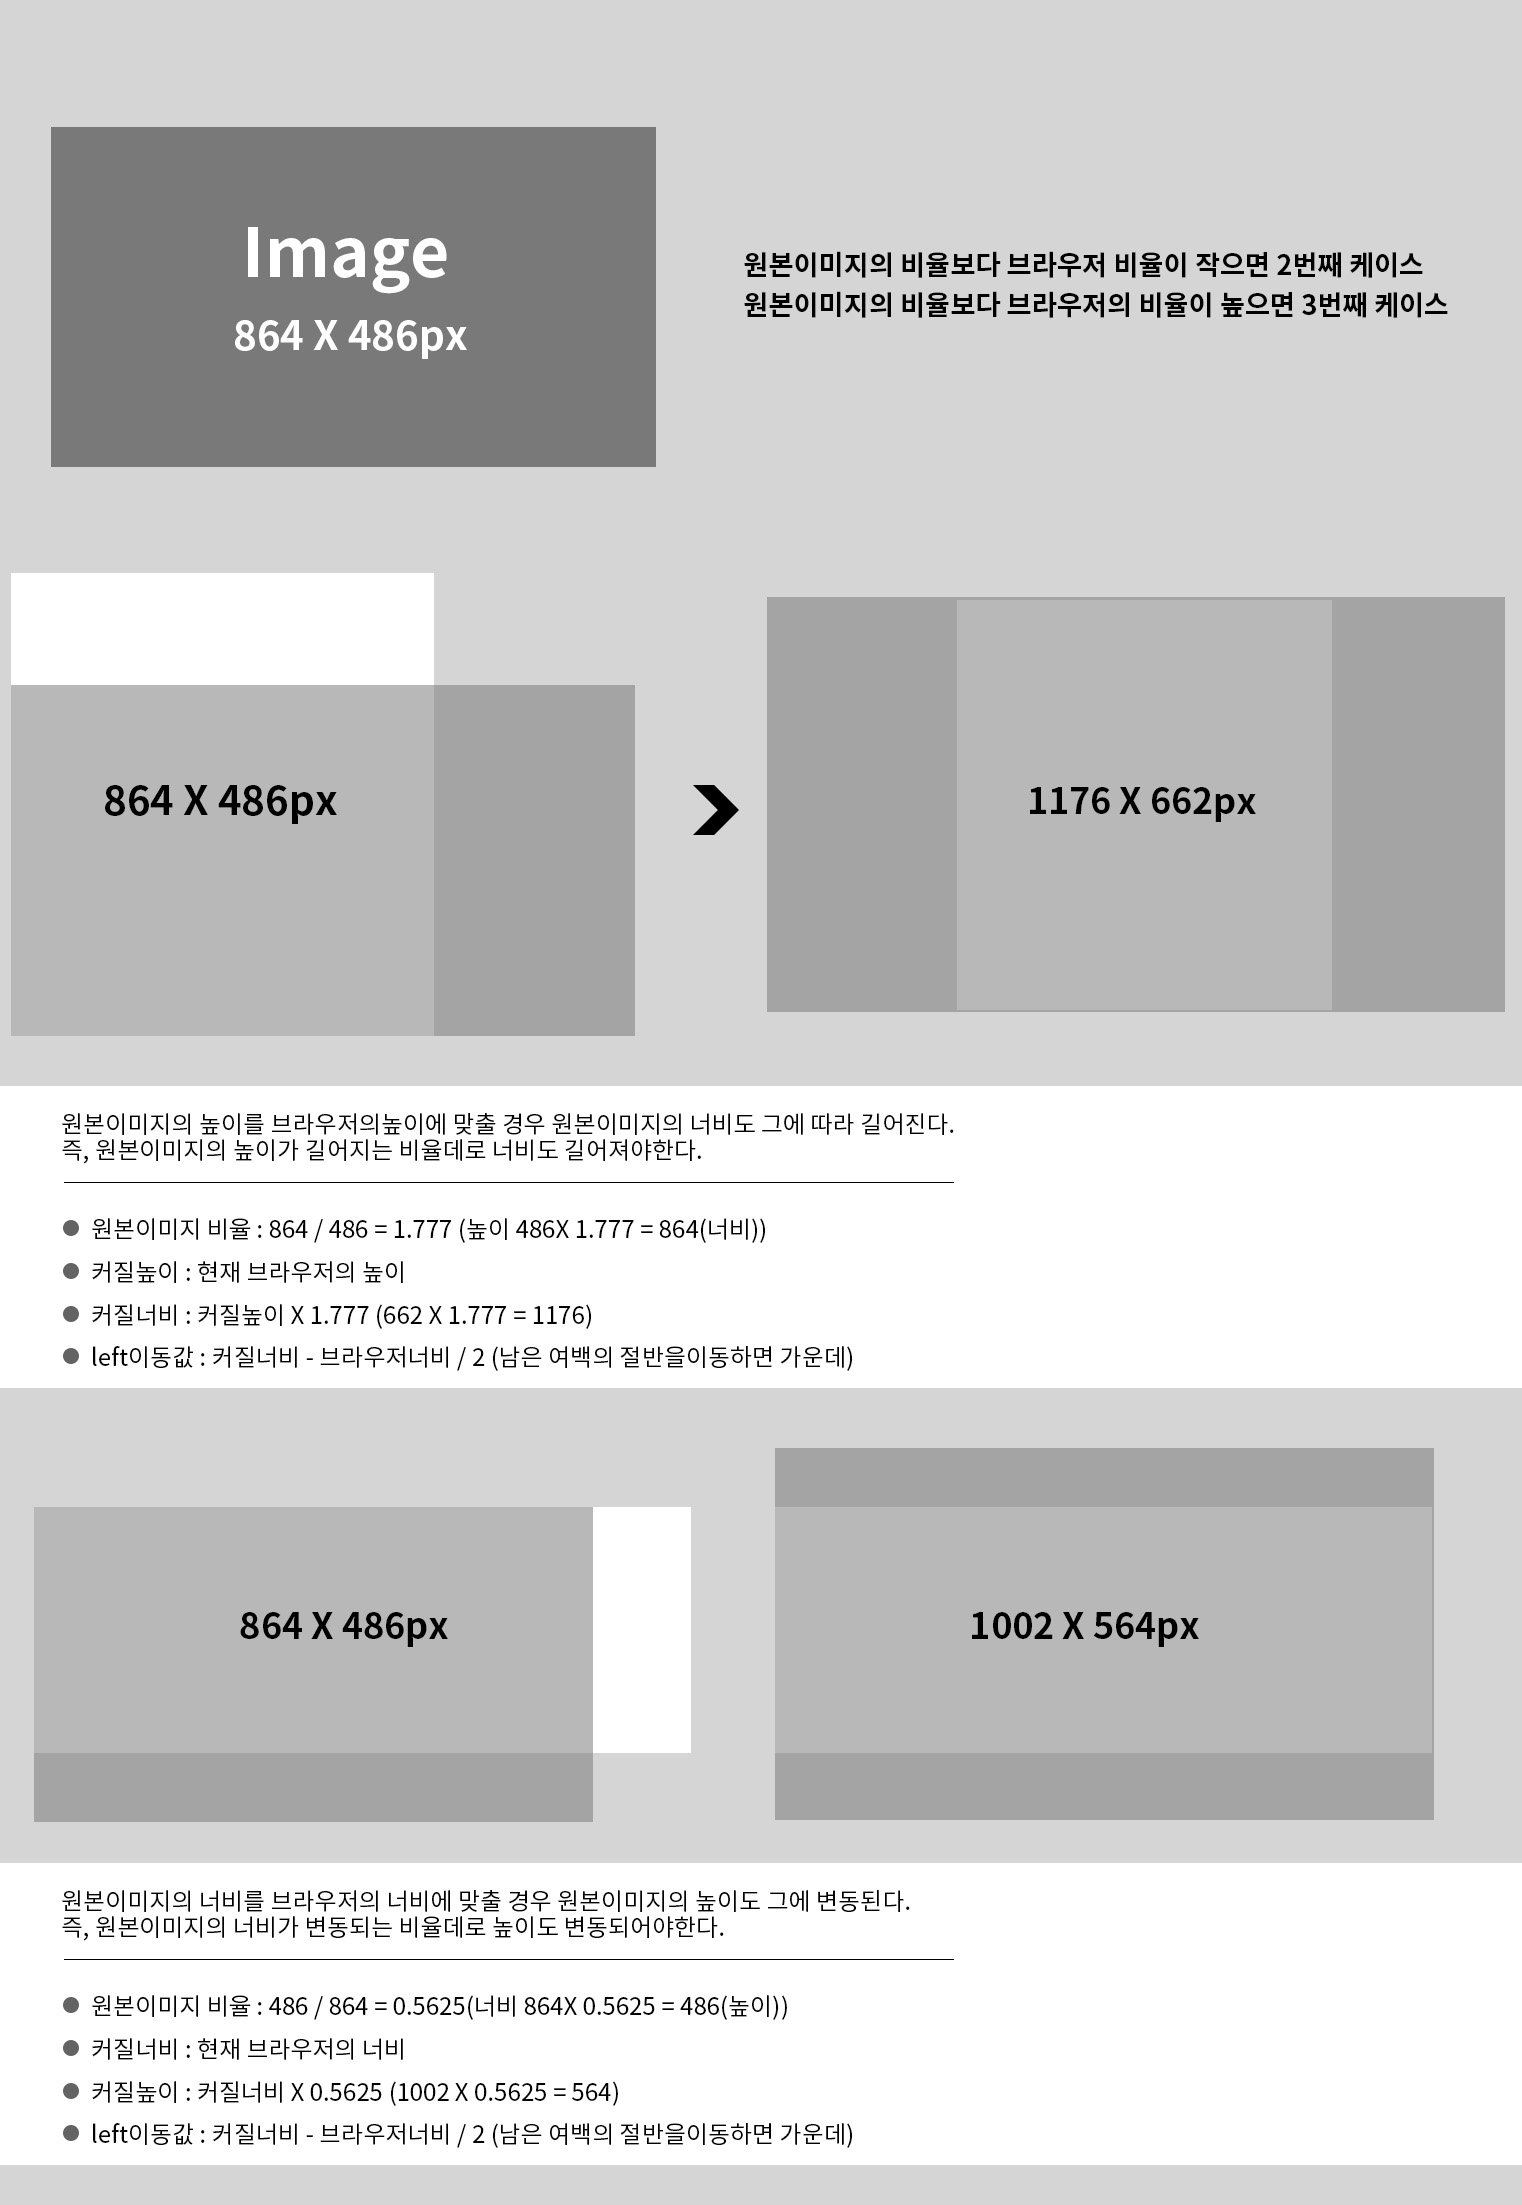 Image
864 X 486px
원본이미지의 비율보다 브라우저 비율이 작으면 2번째 케이스
원본이미지의 비율보다 브라우저의 비율이 높으면 3번째 케이스
864 X 486px
1176 X 662px
원본이미지의 높이를 브라우저의높이에 맞출 경우 원본이미지의 너비도 그에 따라 길어진다.
즉, 원본이미지의 높이가 길어지는 비율데로 너비도 길어져야한다.
원본이미지 비율 : 864 / 486 = 1.777 (높이 486X 1.777 = 864(너비))
커질높이 : 현재 브라우저의 높이
커질너비 : 커질높이 X 1.777 (662 X 1.777 = 1176)
left이동값 : 커질너비 - 브라우저너비 / 2 (남은 여백의 절반을이동하면 가운데)
864 X 486px
1002 X 564px
원본이미지의 너비를 브라우저의 너비에 맞출 경우 원본이미지의 높이도 그에 변동된다.
즉, 원본이미지의 너비가 변동되는 비율데로 높이도 변동되어야한다.
원본이미지 비율 : 486 / 864 = 0.5625(너비 864X 0.5625 = 486(높이))
커질너비 : 현재 브라우저의 너비
커질높이 : 커질너비 X 0.5625 (1002 X 0.5625 = 564)
left이동값 : 커질너비 - 브라우저너비 / 2 (남은 여백의 절반을이동하면 가운데)